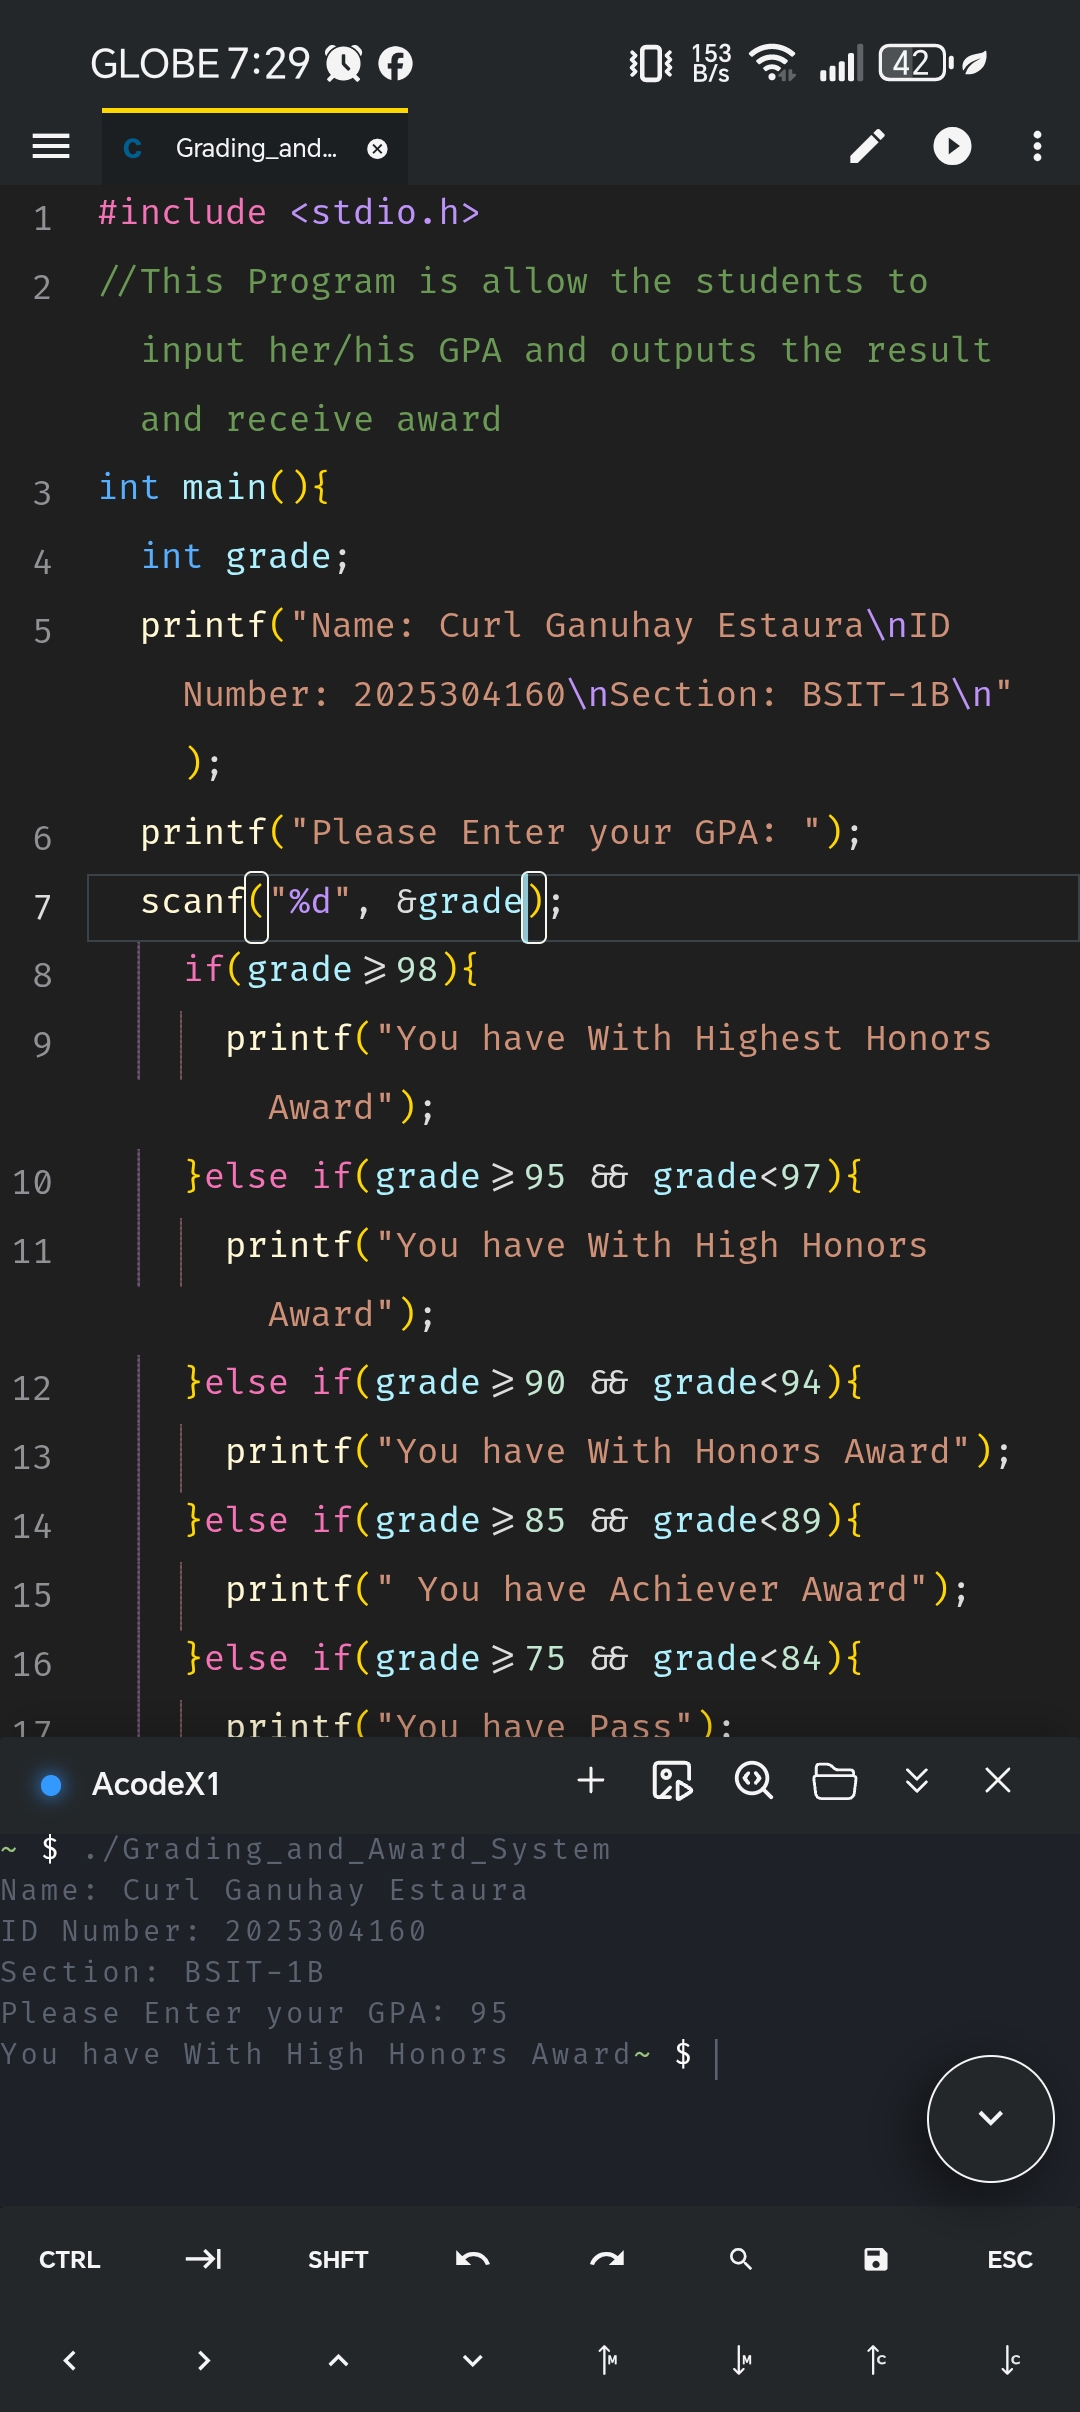 GLOBE 7:29 153 B/s 42
C Grading_and...
1 #include <stdio.h>
2 //This Program is allow the students to
input her/his GPA and outputs the result
and receive award
3 int main(){
4 int grade;
5 printf("Name: Curl Ganuhay Estaura\nID
Number: 2025304160\nSection: BSIT-1B\n"
);
6 printf("Please Enter your GPA: ");
7 scanf("%d", &grade);
8 if(grade>=98){
9 printf("You have With Highest Honors
Award");
10 }else if(grade>=95 && grade<97){
11 printf("You have With High Honors
Award");
12 }else if(grade>=90 && grade<94){
13 printf("You have With Honors Award");
14 }else if(grade>=85 && grade<89){
15 printf(" You have Achiever Award");
16 }else if(grade>=75 && grade<84){
17 printf("You have Pass");
AcodeX1
~ $ ./Grading_and_Award_System
Name: Curl Ganuhay Estaura
ID Number: 2025304160
Section: BSIT-1B
Please Enter your GPA: 95
You have With High Honors Award~ $
CTRL SHFT ESC
M M C C